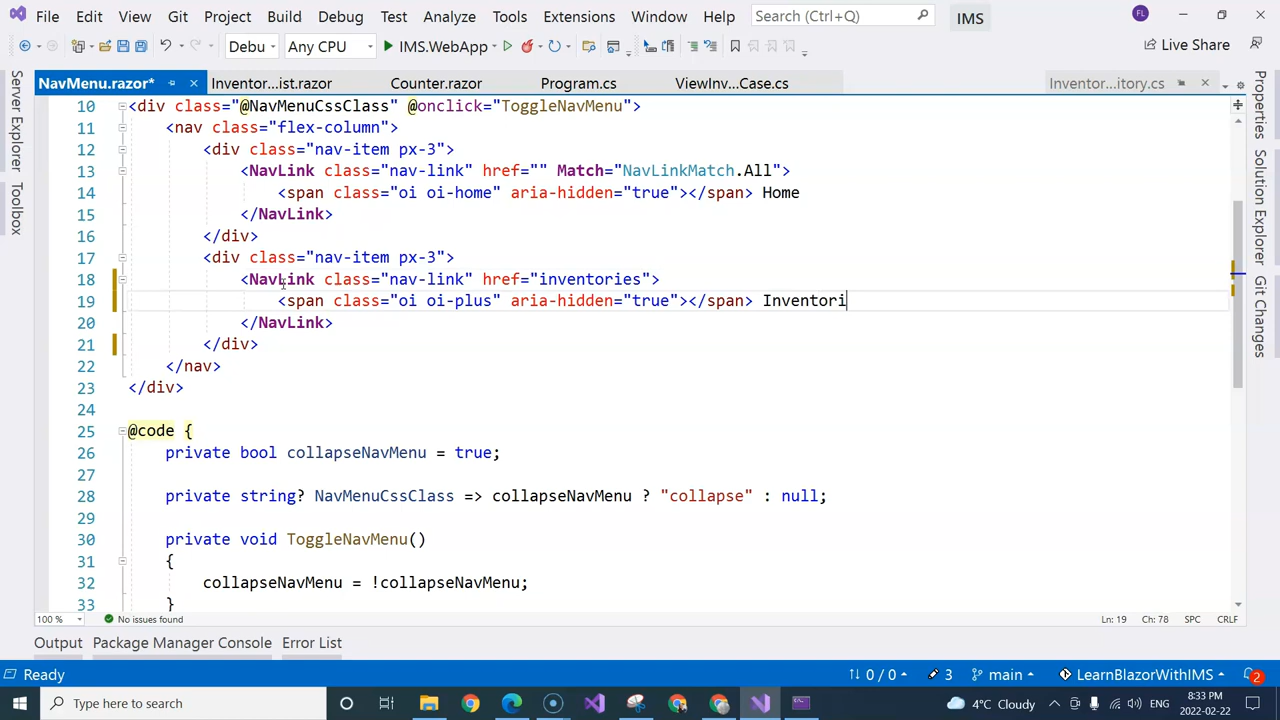 File Edit View Git Project Build Debug Test Analyze Tools Extensions Window Help Search (Ctrl+Q) IMS FL
Debu Any CPU IMS.WebApp Live Share
NavMenu.razor* Inventor...ist.razor Counter.razor Program.cs ViewInv...Case.cs Inventor...itory.cs
Server Explorer
Toolbox
Properties
Solution Explorer
Git Changes
10 <div class="@NavMenuCssClass" @onclick="ToggleNavMenu">
11 <nav class="flex-column">
12 <div class="nav-item px-3">
13 <NavLink class="nav-link" href="" Match="NavLinkMatch.All">
14 <span class="oi oi-home" aria-hidden="true"></span> Home
15 </NavLink>
16 </div>
17 <div class="nav-item px-3">
18 <NavLink class="nav-link" href="inventories">
19 <span class="oi oi-plus" aria-hidden="true"></span> Inventori
20 </NavLink>
21 </div>
22 </nav>
23 </div>
24
25 @code {
26 private bool collapseNavMenu = true;
27
28 private string? NavMenuCssClass => collapseNavMenu ? "collapse" : null;
29
30 private void ToggleNavMenu()
31 {
32 collapseNavMenu = !collapseNavMenu;
33 }
100 % No issues found Ln: 19 Ch: 78 SPC CRLF
Output Package Manager Console Error List
Ready 0 / 0 3 main LearnBlazorWithIMS 2
Type here to search 4°C Cloudy ENG 8:33 PM
2022-02-22